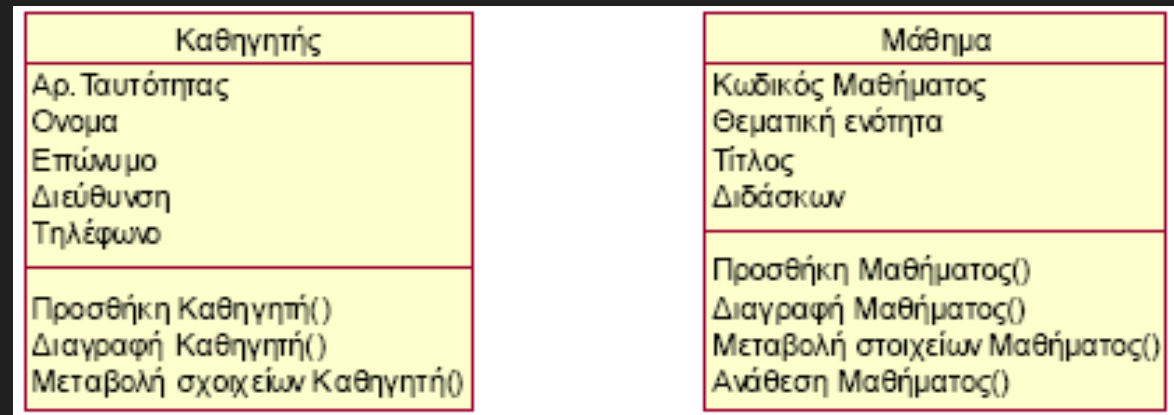 Καθηγητής
Αρ. Ταυτότητας
Ονομα
Επώνυμο
Διεύθυνση
Τηλέφωνο
Προσθήκη Καθηγητή()
Διαγραφή Καθηγητή()
Μεταβολή σχοιχείων Καθηγητή()
Μάθημα
Κωδικός Μαθήματος
Θεματική ενότητα
Τίτλος
Διδάσκων
Προσθήκη Μαθήματος()
Διαγραφή Μαθήματος()
Μεταβολή στοιχείων Μαθήματος()
Ανάθεση Μαθήματος()